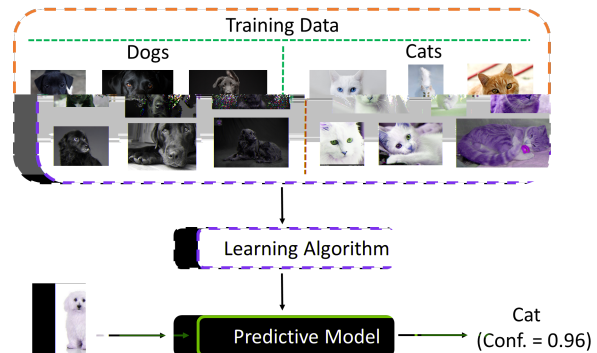 Training Data
Dogs
Cats
Learning Algorithm
Predictive Model
Cat
(Conf. = 0.96)